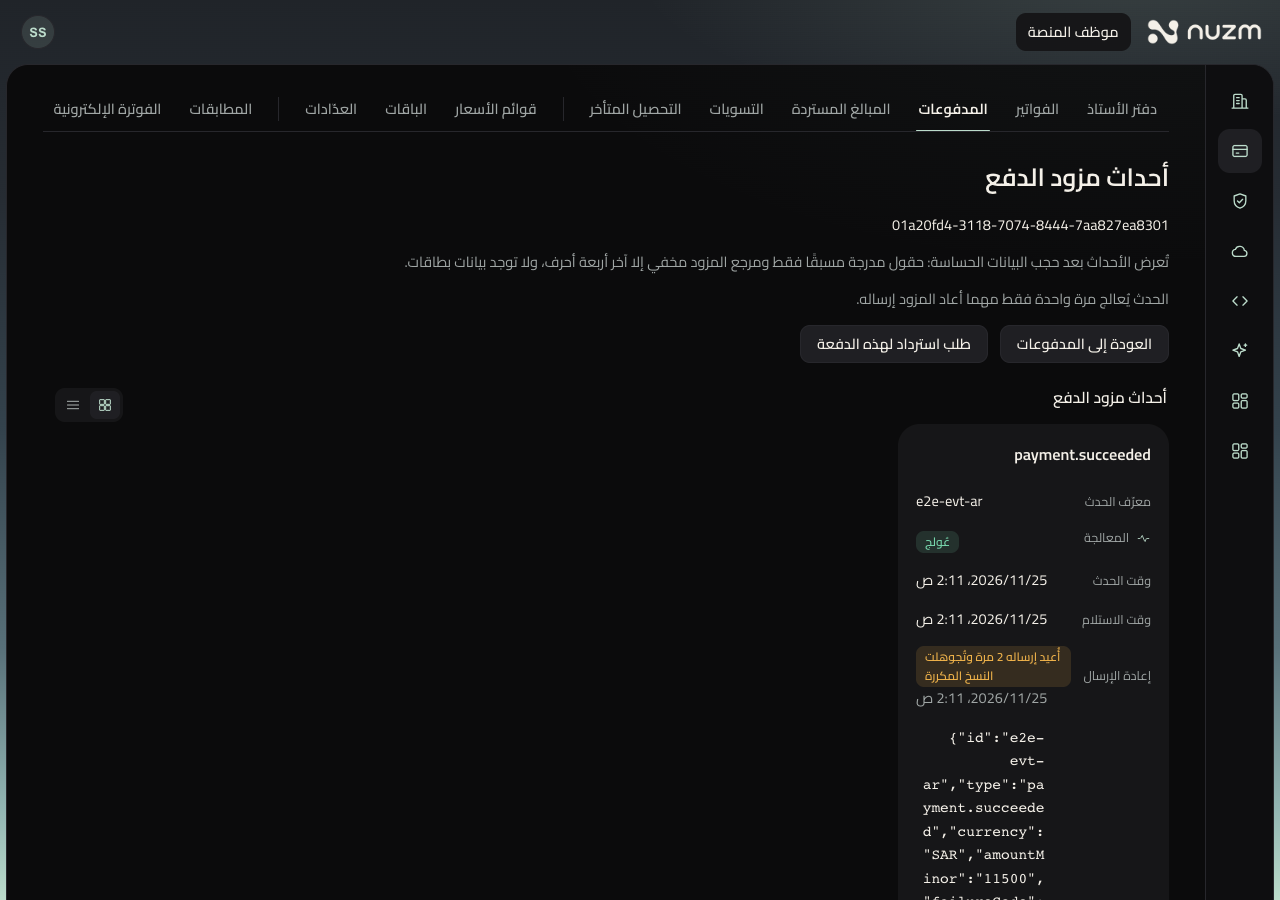 nuzm
موظف المنصة
SS
دفتر الأستاذ
الفواتير
المدفوعات
المبالغ المستردة
التسويات
التحصيل المتأخر
قوائم الأسعار
الباقات
العدّادات
المطابقات
الفوترة الإلكترونية
أحداث مزود الدفع
01a20fd4-3118-7074-8444-7aa827ea8301
تُعرض الأحداث بعد حجب البيانات الحساسة: حقول مدرجة مسبقًا فقط ومرجع المزود مخفي إلا آخر أربعة أحرف، ولا توجد بيانات بطاقات.
الحدث يُعالج مرة واحدة فقط مهما أعاد المزود إرساله.
العودة إلى المدفوعات
طلب استرداد لهذه الدفعة
أحداث مزود الدفع
payment.succeeded
معرّف الحدث e2e-evt-ar
المعالجة عُولج
وقت الحدث 2026/11/25، 2:11 ص
وقت الاستلام 2026/11/25، 2:11 ص
إعادة الإرسال أُعيد إرساله 2 مرة وتُجوهلت
النسخ المكررة
2026/11/25، 2:11 ص
{"id":"e2e-
evt-
ar","type":"pa
yment.succeede
d","currency":
"SAR","amountM
inor":"11500",